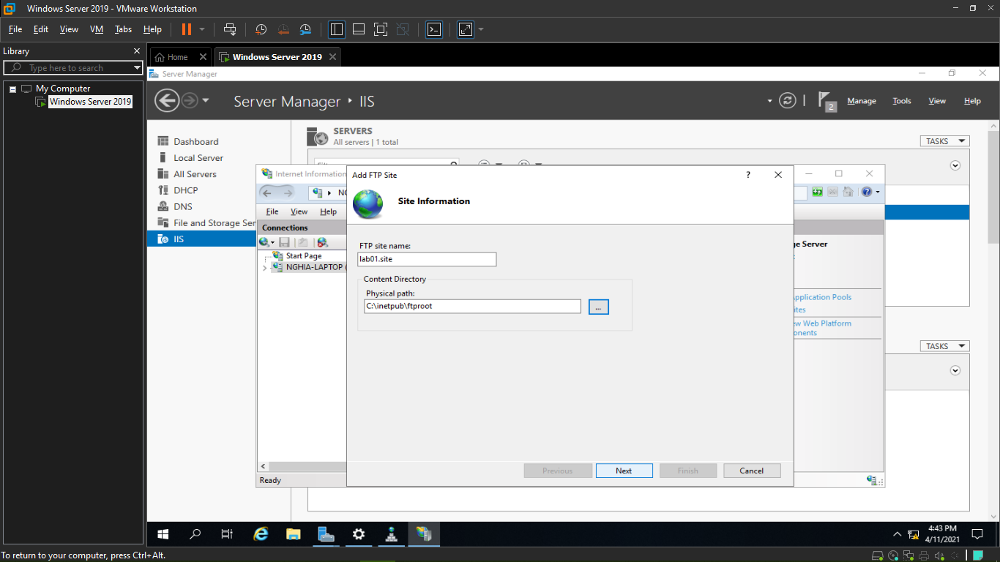 Windows Server 2019 - VMware Workstation
File Edit View VM Tabs Help
Library
Type here to search
My Computer
Windows Server 2019
Home
Windows Server 2019
Server Manager
Server Manager • IIS
2
Manage Tools View Help
Dashboard
Local Server
All Servers
DHCP
DNS
File and Storage Ser
IIS
SERVERS
All servers | 1 total
TASKS
Internet Information
NG
File View Help
Connections
Start Page
NGHIA-LAPTOP (
Ready
Add FTP Site
?
Site Information
FTP site name:
lab01.site
Content Directory
Physical path:
C:\inetpub\ftproot
...
Previous Next Finish Cancel
ge Server
pplication Pools
ites
ew Web Platform
onents
TASKS
4:43 PM
4/11/2021
To return to your computer, press Ctrl+Alt.